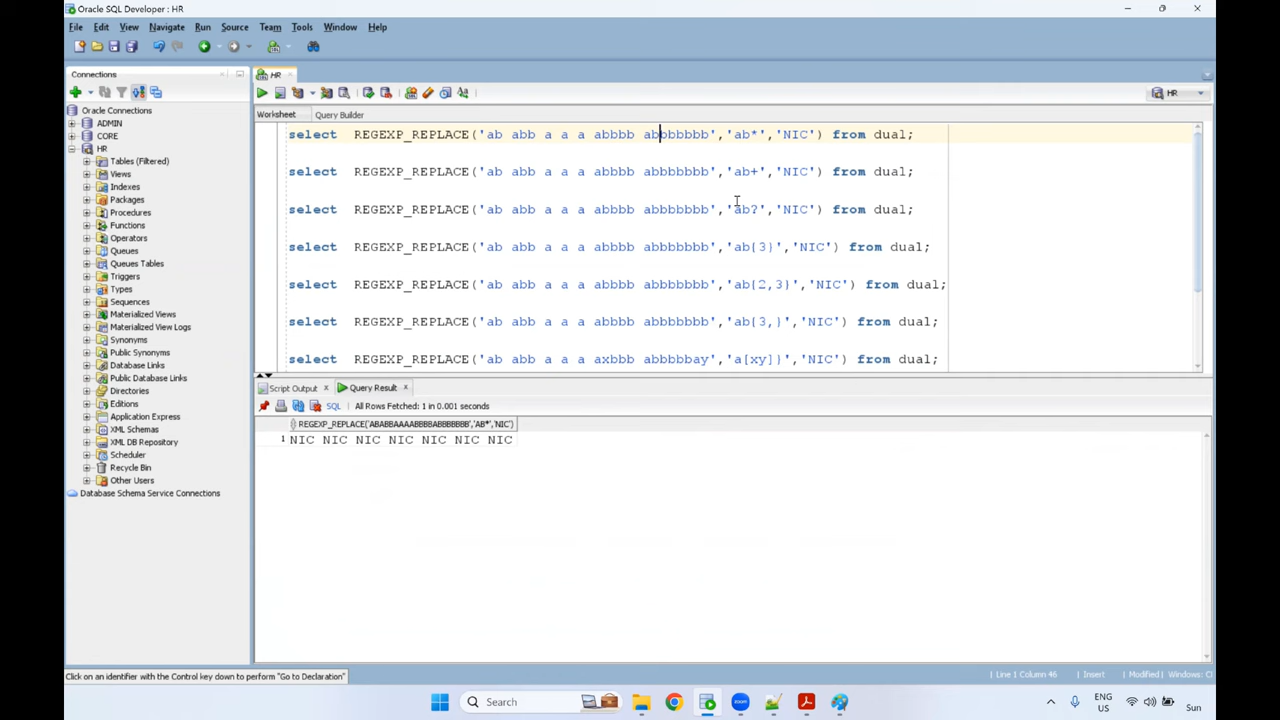 Oracle SQL Developer : HR
File Edit View Navigate Run Source Team Tools Window Help
Connections
Oracle Connections
ADMIN
CORE
HR
Tables (Filtered)
Views
Indexes
Packages
Procedures
Functions
Operators
Queues
Queues Tables
Triggers
Types
Sequences
Materialized Views
Materialized View Logs
Synonyms
Public Synonyms
Database Links
Public Database Links
Directories
Editions
Application Express
XML Schemas
XML DB Repository
Scheduler
Recycle Bin
Other Users
Database Schema Service Connections
HR
HR
Worksheet Query Builder
select REGEXP_REPLACE('ab abb a a a abbbb abbbbbbb','ab*','NIC') from dual;
select REGEXP_REPLACE('ab abb a a a abbbb abbbbbbb','ab+','NIC') from dual;
select REGEXP_REPLACE('ab abb a a a abbbb abbbbbbb','ab?','NIC') from dual;
select REGEXP_REPLACE('ab abb a a a abbbb abbbbbbb','ab{3}','NIC') from dual;
select REGEXP_REPLACE('ab abb a a a abbbb abbbbbbb','ab{2,3}','NIC') from dual;
select REGEXP_REPLACE('ab abb a a a abbbb abbbbbbb','ab{3,}','NIC') from dual;
select REGEXP_REPLACE('ab abb a a a axbbb abbbbbay','a[xy]}','NIC') from dual;
Script Output Query Result
SQL All Rows Fetched: 1 in 0.001 seconds
REGEXP_REPLACE('ABABBAAAABBBBABBBBBBB','AB*','NIC')
1 NIC NIC NIC NIC NIC NIC NIC
Click on an identifier with the Control key down to perform "Go to Declaration"
Line 1 Column 46 Insert Modified Windows: Cl
Search
ENG
US
Sun